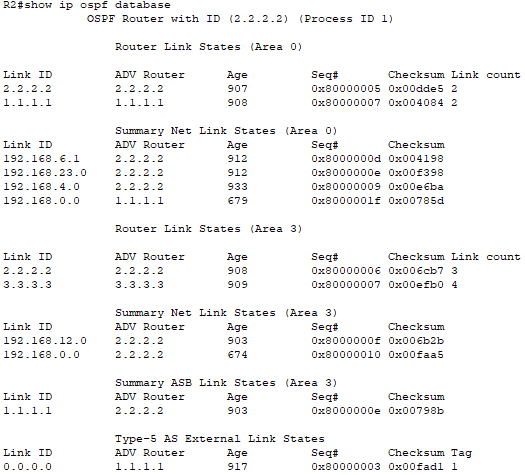 R2#show ip ospf database
OSPF Router with ID (2.2.2.2) (Process ID 1)
Router Link States (Area 0)
Link ID ADV Router Age Seq# Checksum Link count
2.2.2.2 2.2.2.2 907 0x80000005 0x00dde5 2
1.1.1.1 1.1.1.1 908 0x80000007 0x004084 2
Summary Net Link States (Area 0)
Link ID ADV Router Age Seq# Checksum
192.168.6.1 2.2.2.2 912 0x8000000d 0x004198
192.168.23.0 2.2.2.2 912 0x8000000e 0x00f398
192.168.4.0 2.2.2.2 933 0x80000009 0x00e6ba
192.168.0.0 1.1.1.1 679 0x8000001f 0x00785d
Router Link States (Area 3)
Link ID ADV Router Age Seq# Checksum Link count
2.2.2.2 2.2.2.2 908 0x80000006 0x006cb7 3
3.3.3.3 3.3.3.3 909 0x80000007 0x00efb0 4
Summary Net Link States (Area 3)
Link ID ADV Router Age Seq# Checksum
192.168.12.0 2.2.2.2 903 0x8000000f 0x006b2b
192.168.0.0 2.2.2.2 674 0x80000010 0x00faa5
Summary ASB Link States (Area 3)
Link ID ADV Router Age Seq# Checksum
1.1.1.1 2.2.2.2 903 0x8000000e 0x00798b
Type-5 AS External Link States
Link ID ADV Router Age Seq# Checksum Tag
0.0.0.0 1.1.1.1 917 0x80000003 0x00fed1 1